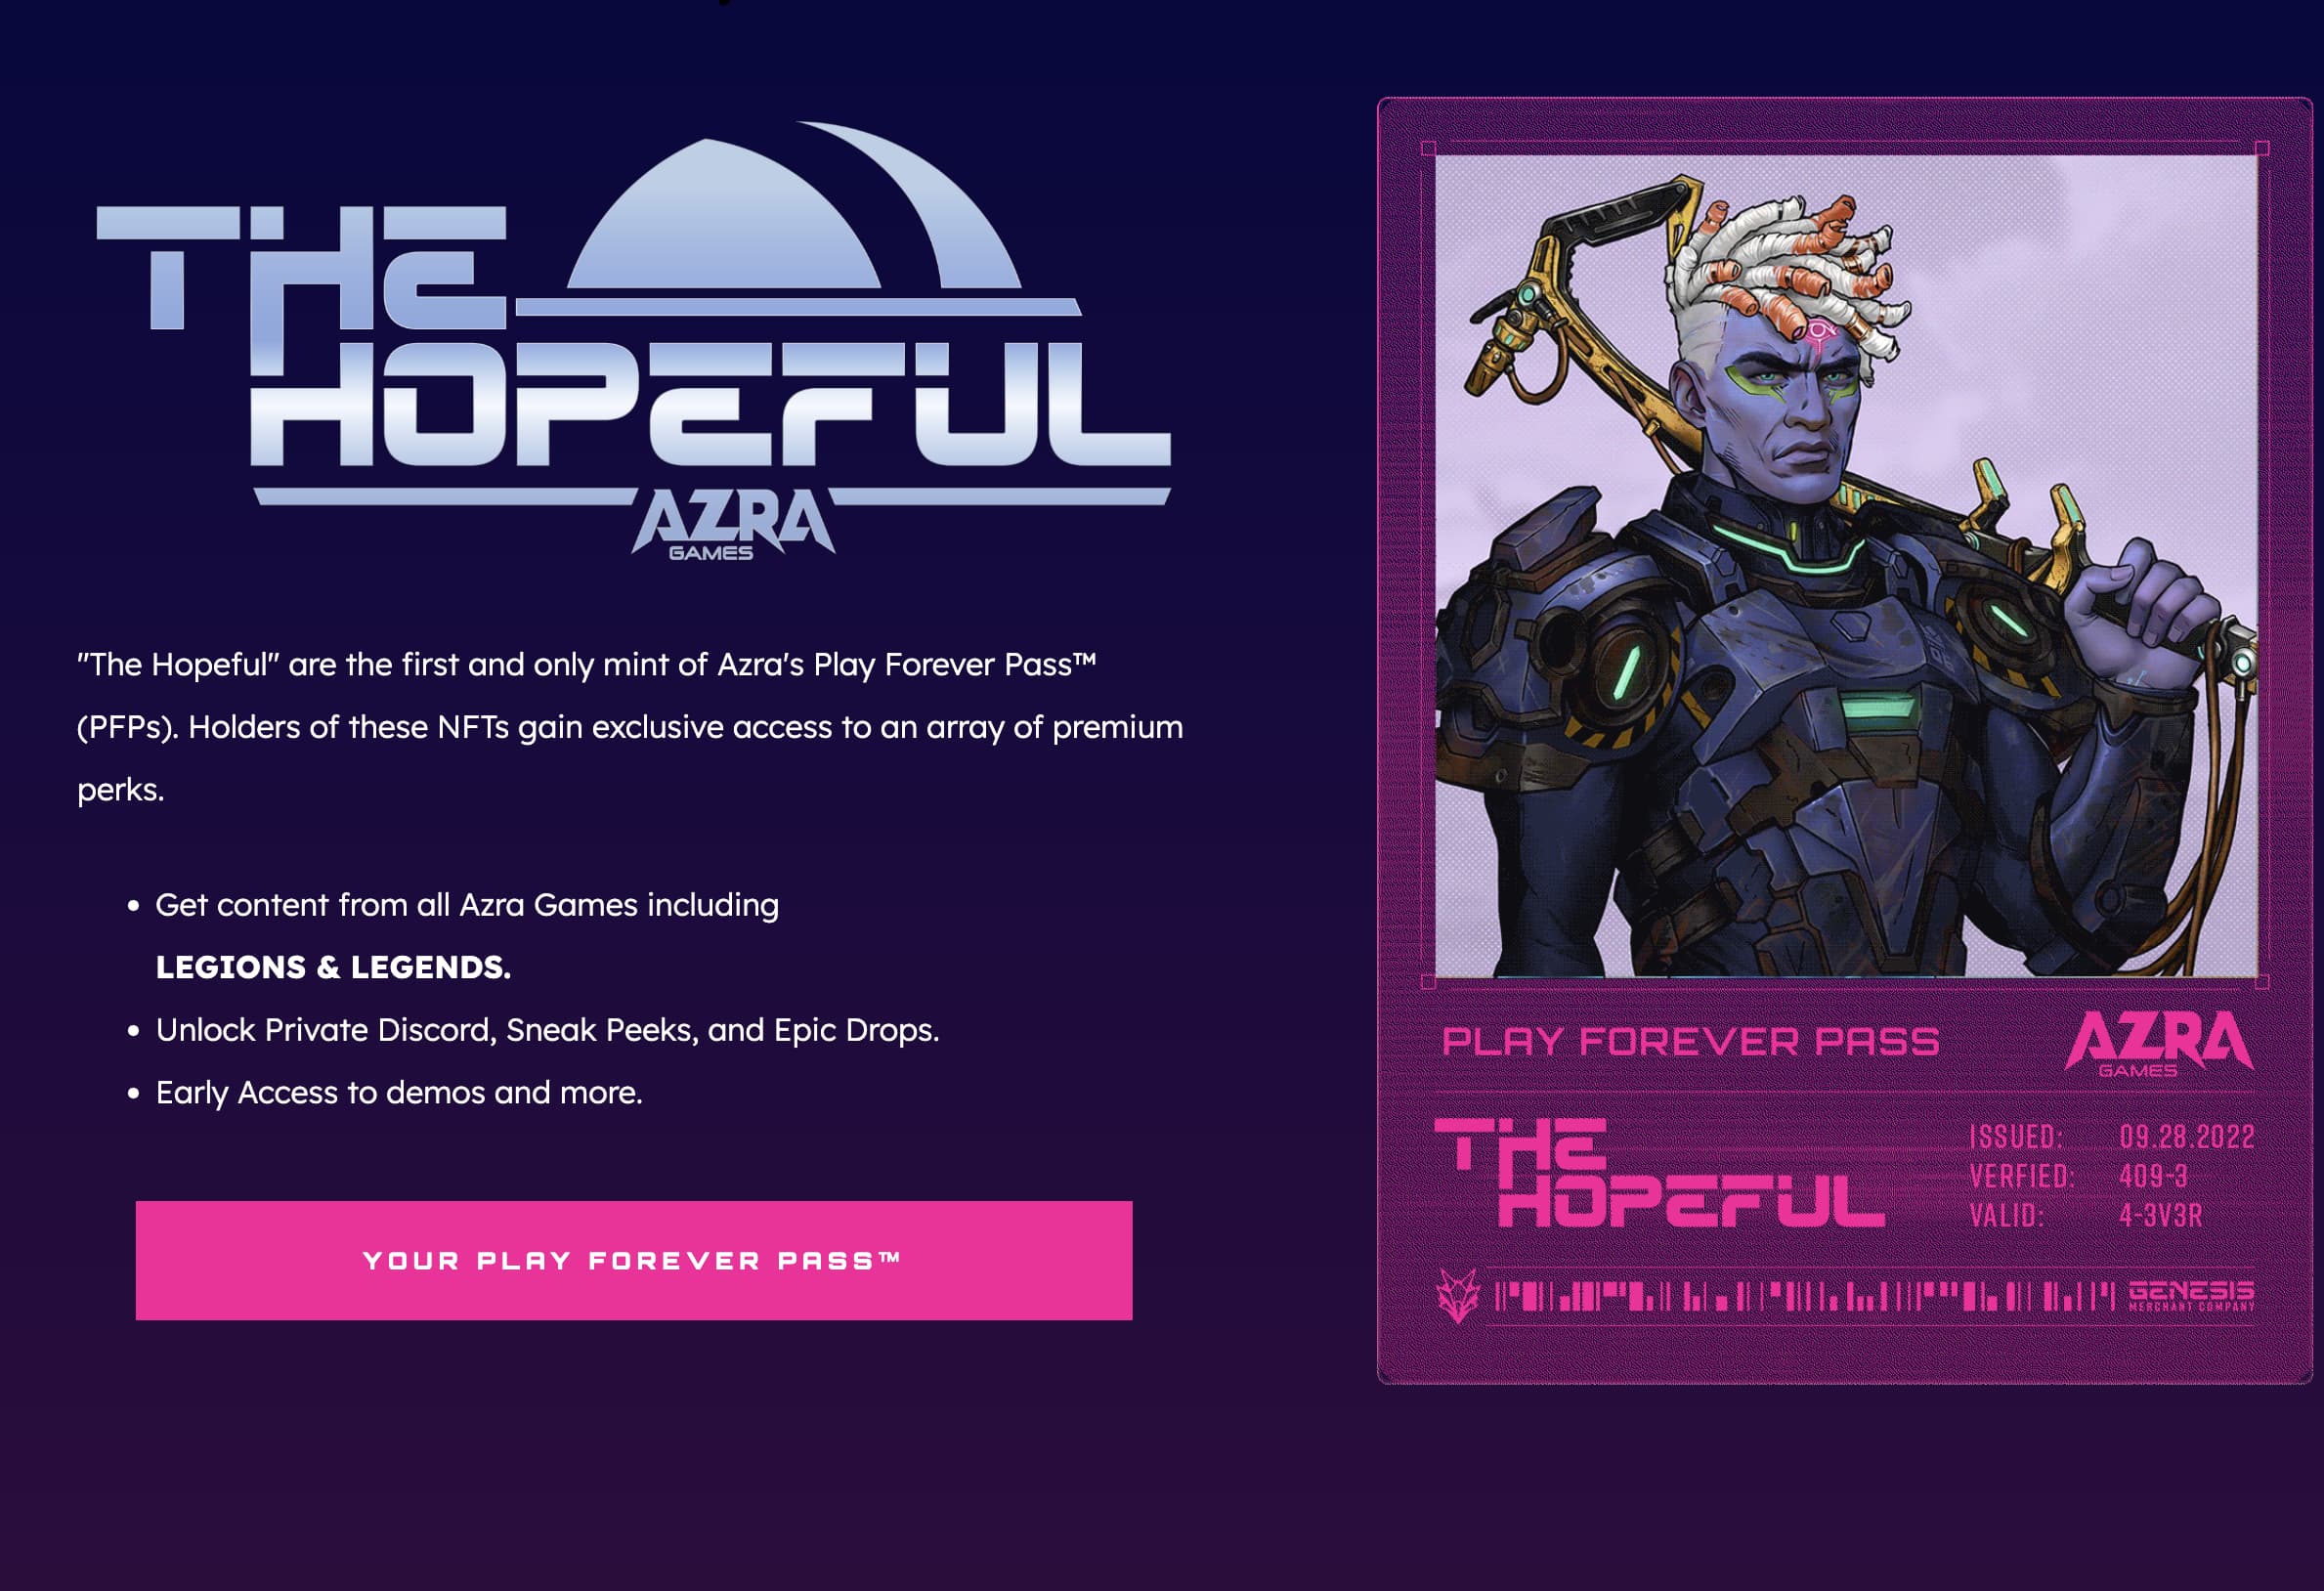 THE
HOPEFUL
AZRA
GAMES
"The Hopeful" are the first and only mint of Azra's Play Forever Pass™
(PFPs). Holders of these NFTs gain exclusive access to an array of premium
perks.
• Get content from all Azra Games including
LEGIONS & LEGENDS.
• Unlock Private Discord, Sneak Peeks, and Epic Drops.
• Early Access to demos and more.
YOUR PLAY FOREVER PASS™
PLAY FOREVER PASS
AZRA
GAMES
THE
HOPEFUL
ISSUED: 09.28.2022
VERFIED: 409-3
VALID: 4-3V3R
GENESIS
MERCHANT COMPANY